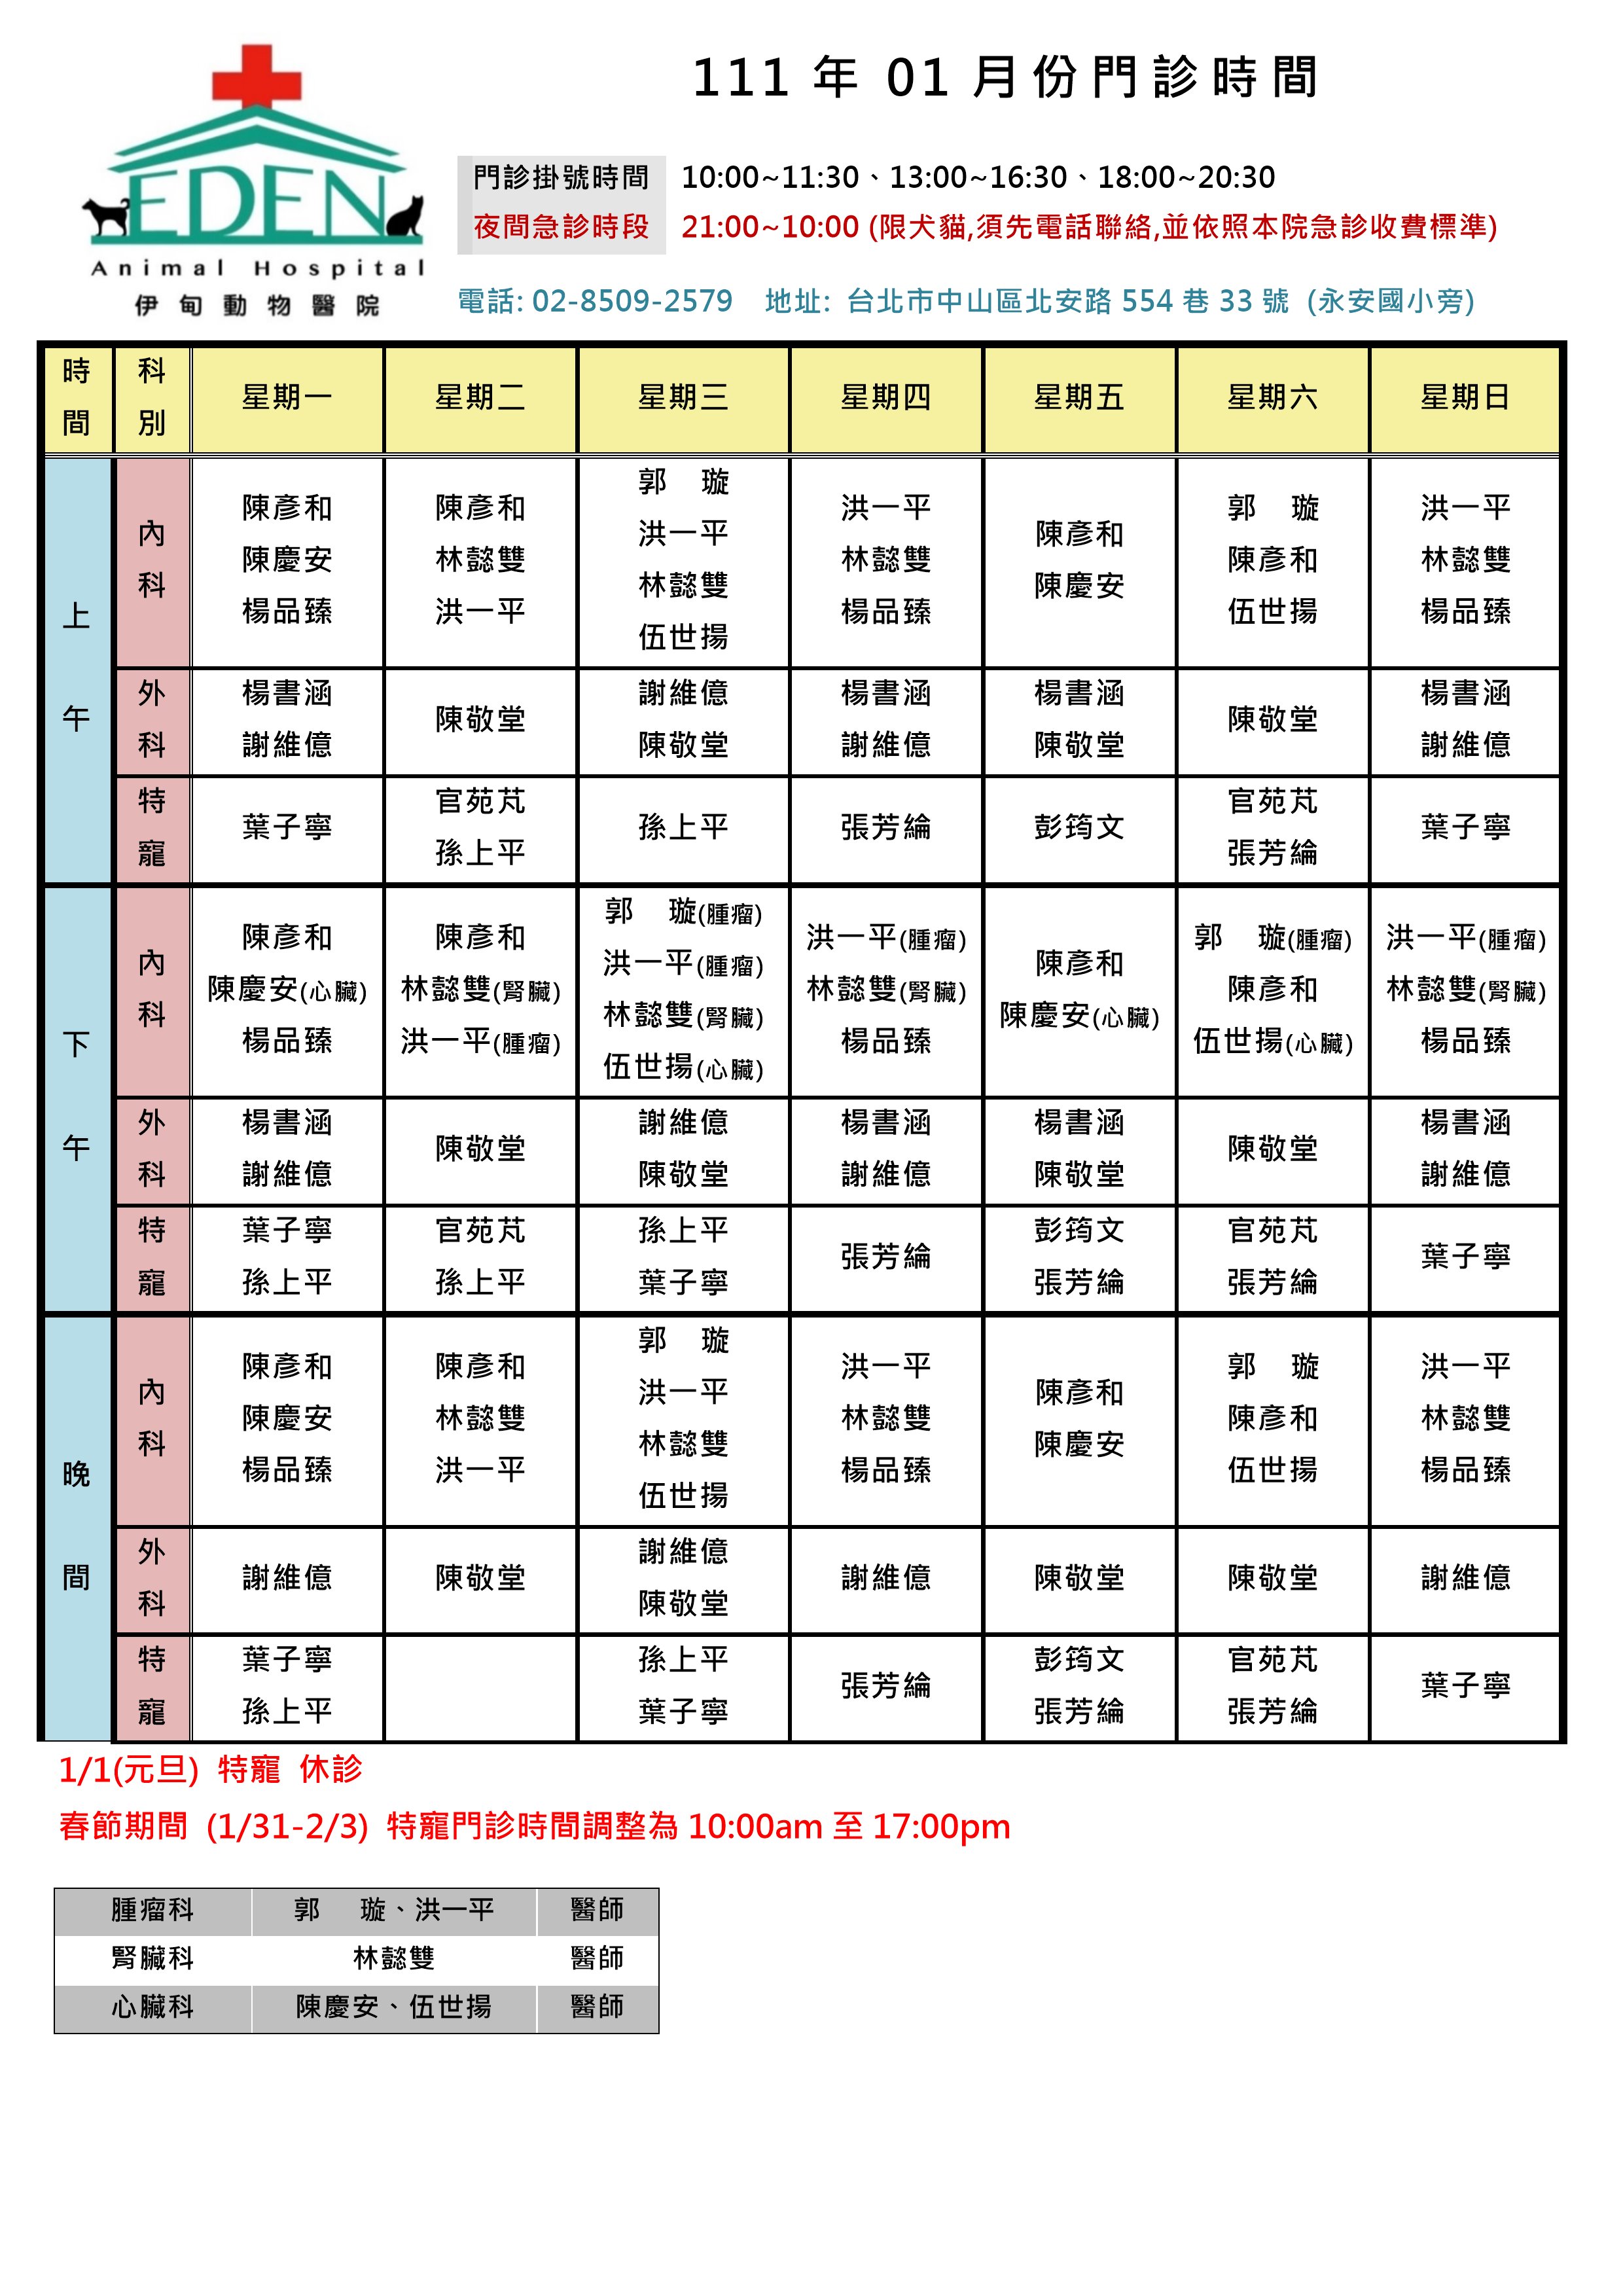 111 年 01 月份門診時間
EDEN
Animal Hospital
伊甸動物醫院
門診掛號時間 10:00~11:30、13:00~16:30、18:00~20:30
夜間急診時段 21:00~10:00 (限犬貓,須先電話聯絡,並依照本院急診收費標準)
電話: 02-8509-2579 地址: 台北市中山區北安路 554 巷 33 號 (永安國小旁)
時間 科別 星期一 星期二 星期三 星期四 星期五 星期六 星期日
上午
內科
陳彥和
陳慶安
楊品臻
陳彥和
林懿雙
洪一平
郭 璇
洪一平
林懿雙
伍世揚
洪一平
林懿雙
楊品臻
陳彥和
陳慶安
郭 璇
陳彥和
伍世揚
洪一平
林懿雙
楊品臻
外科
楊書涵
謝維億
陳敬堂
謝維億
陳敬堂
楊書涵
謝維億
楊書涵
陳敬堂
陳敬堂
楊書涵
謝維億
特寵
葉子寧
官苑芃
孫上平
孫上平
張芳綸
彭筠文
官苑芃
張芳綸
葉子寧
下午
內科
陳彥和
陳慶安(心臟)
楊品臻
陳彥和
林懿雙(腎臟)
洪一平(腫瘤)
郭 璇(腫瘤)
洪一平(腫瘤)
林懿雙(腎臟)
伍世揚(心臟)
洪一平(腫瘤)
林懿雙(腎臟)
楊品臻
陳彥和
陳慶安(心臟)
郭 璇(腫瘤)
陳彥和
伍世揚(心臟)
洪一平(腫瘤)
林懿雙(腎臟)
楊品臻
外科
楊書涵
謝維億
陳敬堂
謝維億
陳敬堂
楊書涵
謝維億
楊書涵
陳敬堂
陳敬堂
楊書涵
謝維億
特寵
葉子寧
孫上平
官苑芃
孫上平
孫上平
葉子寧
張芳綸
彭筠文
張芳綸
官苑芃
張芳綸
葉子寧
晚間
內科
陳彥和
陳慶安
楊品臻
陳彥和
林懿雙
洪一平
郭 璇
洪一平
林懿雙
伍世揚
洪一平
林懿雙
楊品臻
陳彥和
陳慶安
郭 璇
陳彥和
伍世揚
洪一平
林懿雙
楊品臻
外科
謝維億
陳敬堂
謝維億
陳敬堂
謝維億
陳敬堂
陳敬堂
謝維億
特寵
葉子寧
孫上平
孫上平
葉子寧
張芳綸
彭筠文
張芳綸
官苑芃
張芳綸
葉子寧
1/1(元旦) 特寵 休診
春節期間 (1/31-2/3) 特寵門診時間調整為 10:00am 至 17:00pm
腫瘤科 郭 璇、洪一平 醫師
腎臟科 林懿雙 醫師
心臟科 陳慶安、伍世揚 醫師